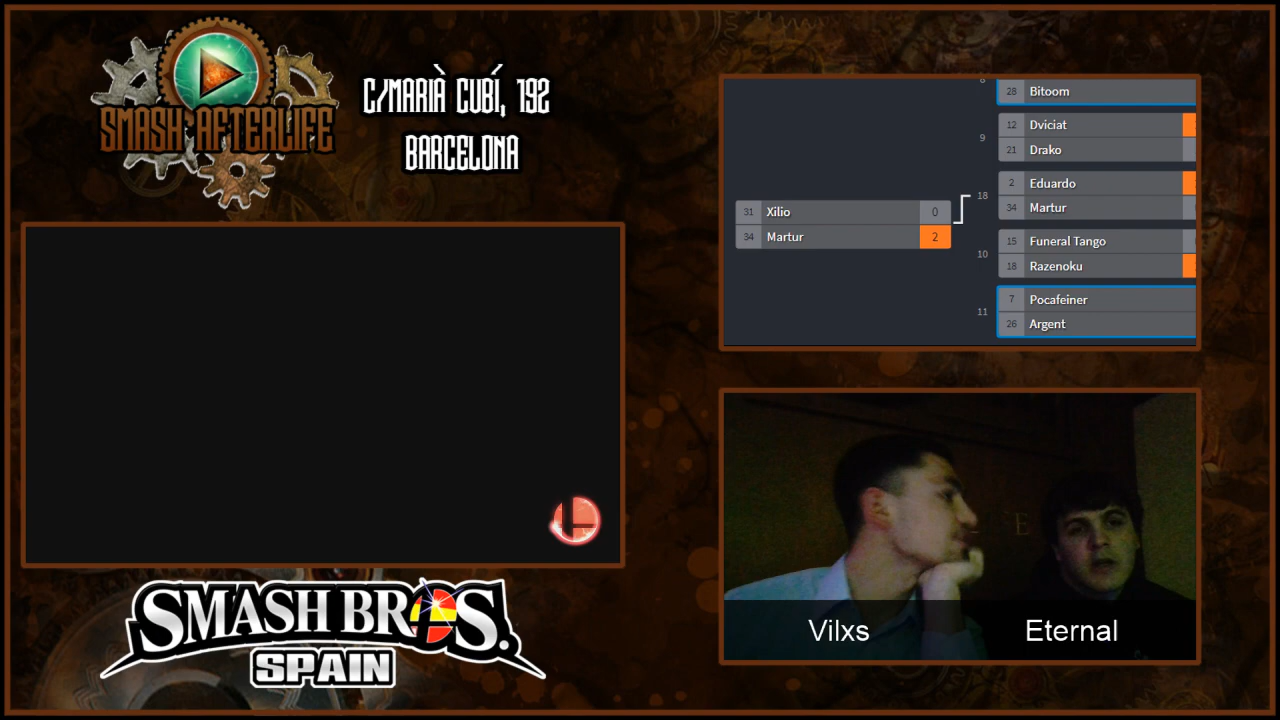 SMASH AFTERLIFE
C/MARIÀ CUBÍ, 192
BARCELONA
28 Bitoom
9
12 Dviciat
21 Drako
18
2 Eduardo
34 Martur
31 Xilio 0
34 Martur 2
10
15 Funeral Tango
18 Razenoku
11
7 Pocafeiner
26 Argent
SMASH BROS.
SPAIN
Vilxs
Eternal